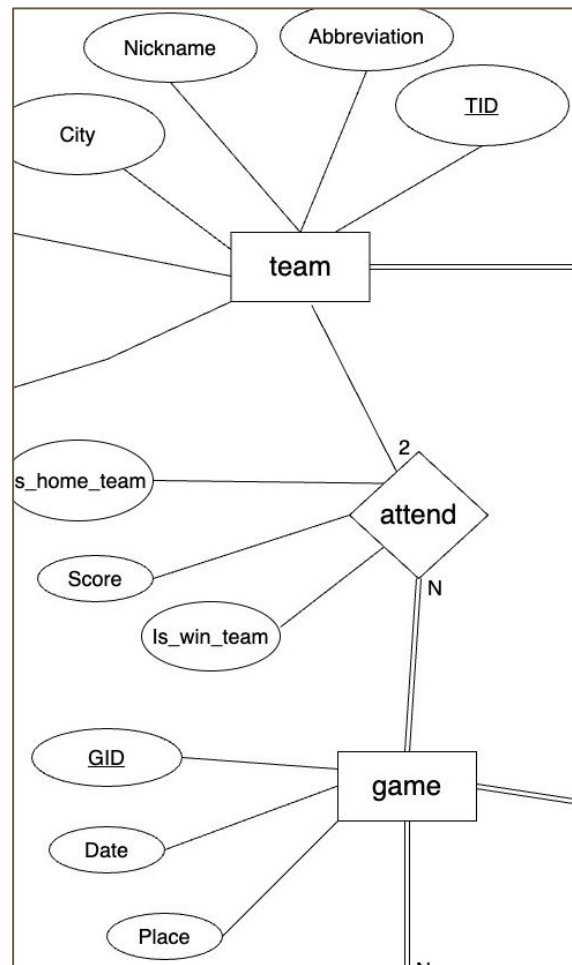 Nickname
Abbreviation
TID
City
team
2
s_home_team
attend
Score
N
Is_win_team
GID
game
Date
Place
N